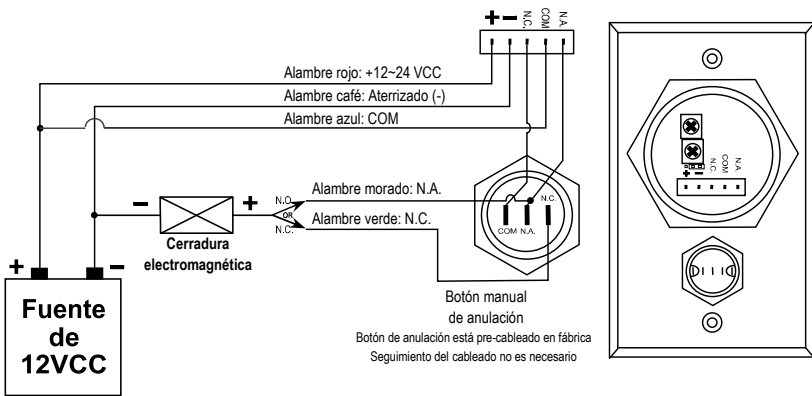 + − N.C. COM N.A.
Alambre rojo: +12~24 VCC
Alambre café: Aterrizado (-)
Alambre azul: COM
Alambre morado: N.A.
Alambre verde: N.C.
− + N.O.
OR
N.C.
Cerradura
electromagnética
N.C.
COM N.A.
+ −
Fuente
de
12VCC
Botón manual
de anulación
Botón de anulación está pre-cableado en fábrica
Seguimiento del cableado no es necesario
+ − N.C. COM N.A.